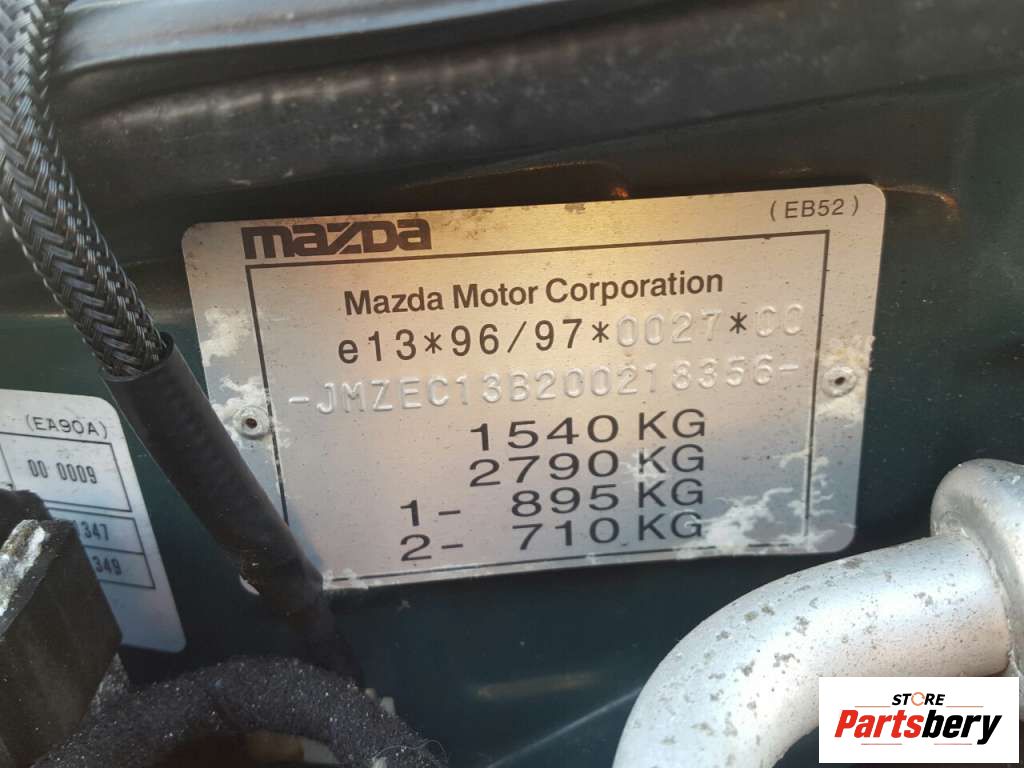 mazda
(EB52)
Mazda Motor Corporation
e13*96/97*0027*00
-JMZEC13B200218356-
1540 KG
2790 KG
1- 895 KG
2- 710 KG
(EA90A)
00 0009
347
349
STORE
Partsbery